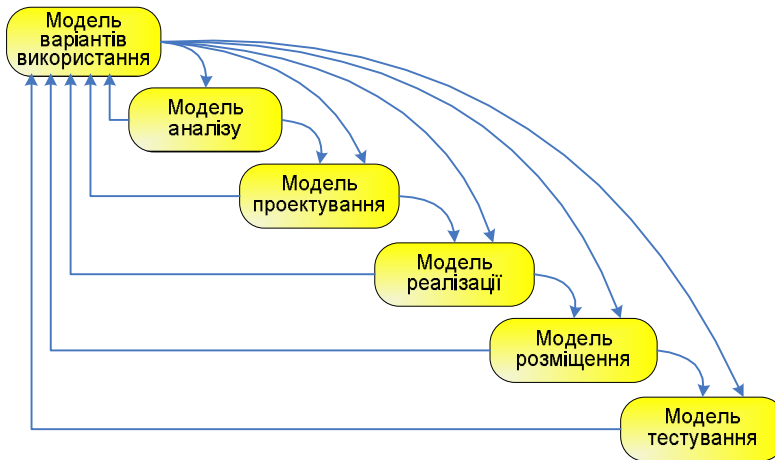 Модель
варіантів
використання
Модель
аналізу
Модель
проектування
Модель
реалізації
Модель
розміщення
Модель
тестування